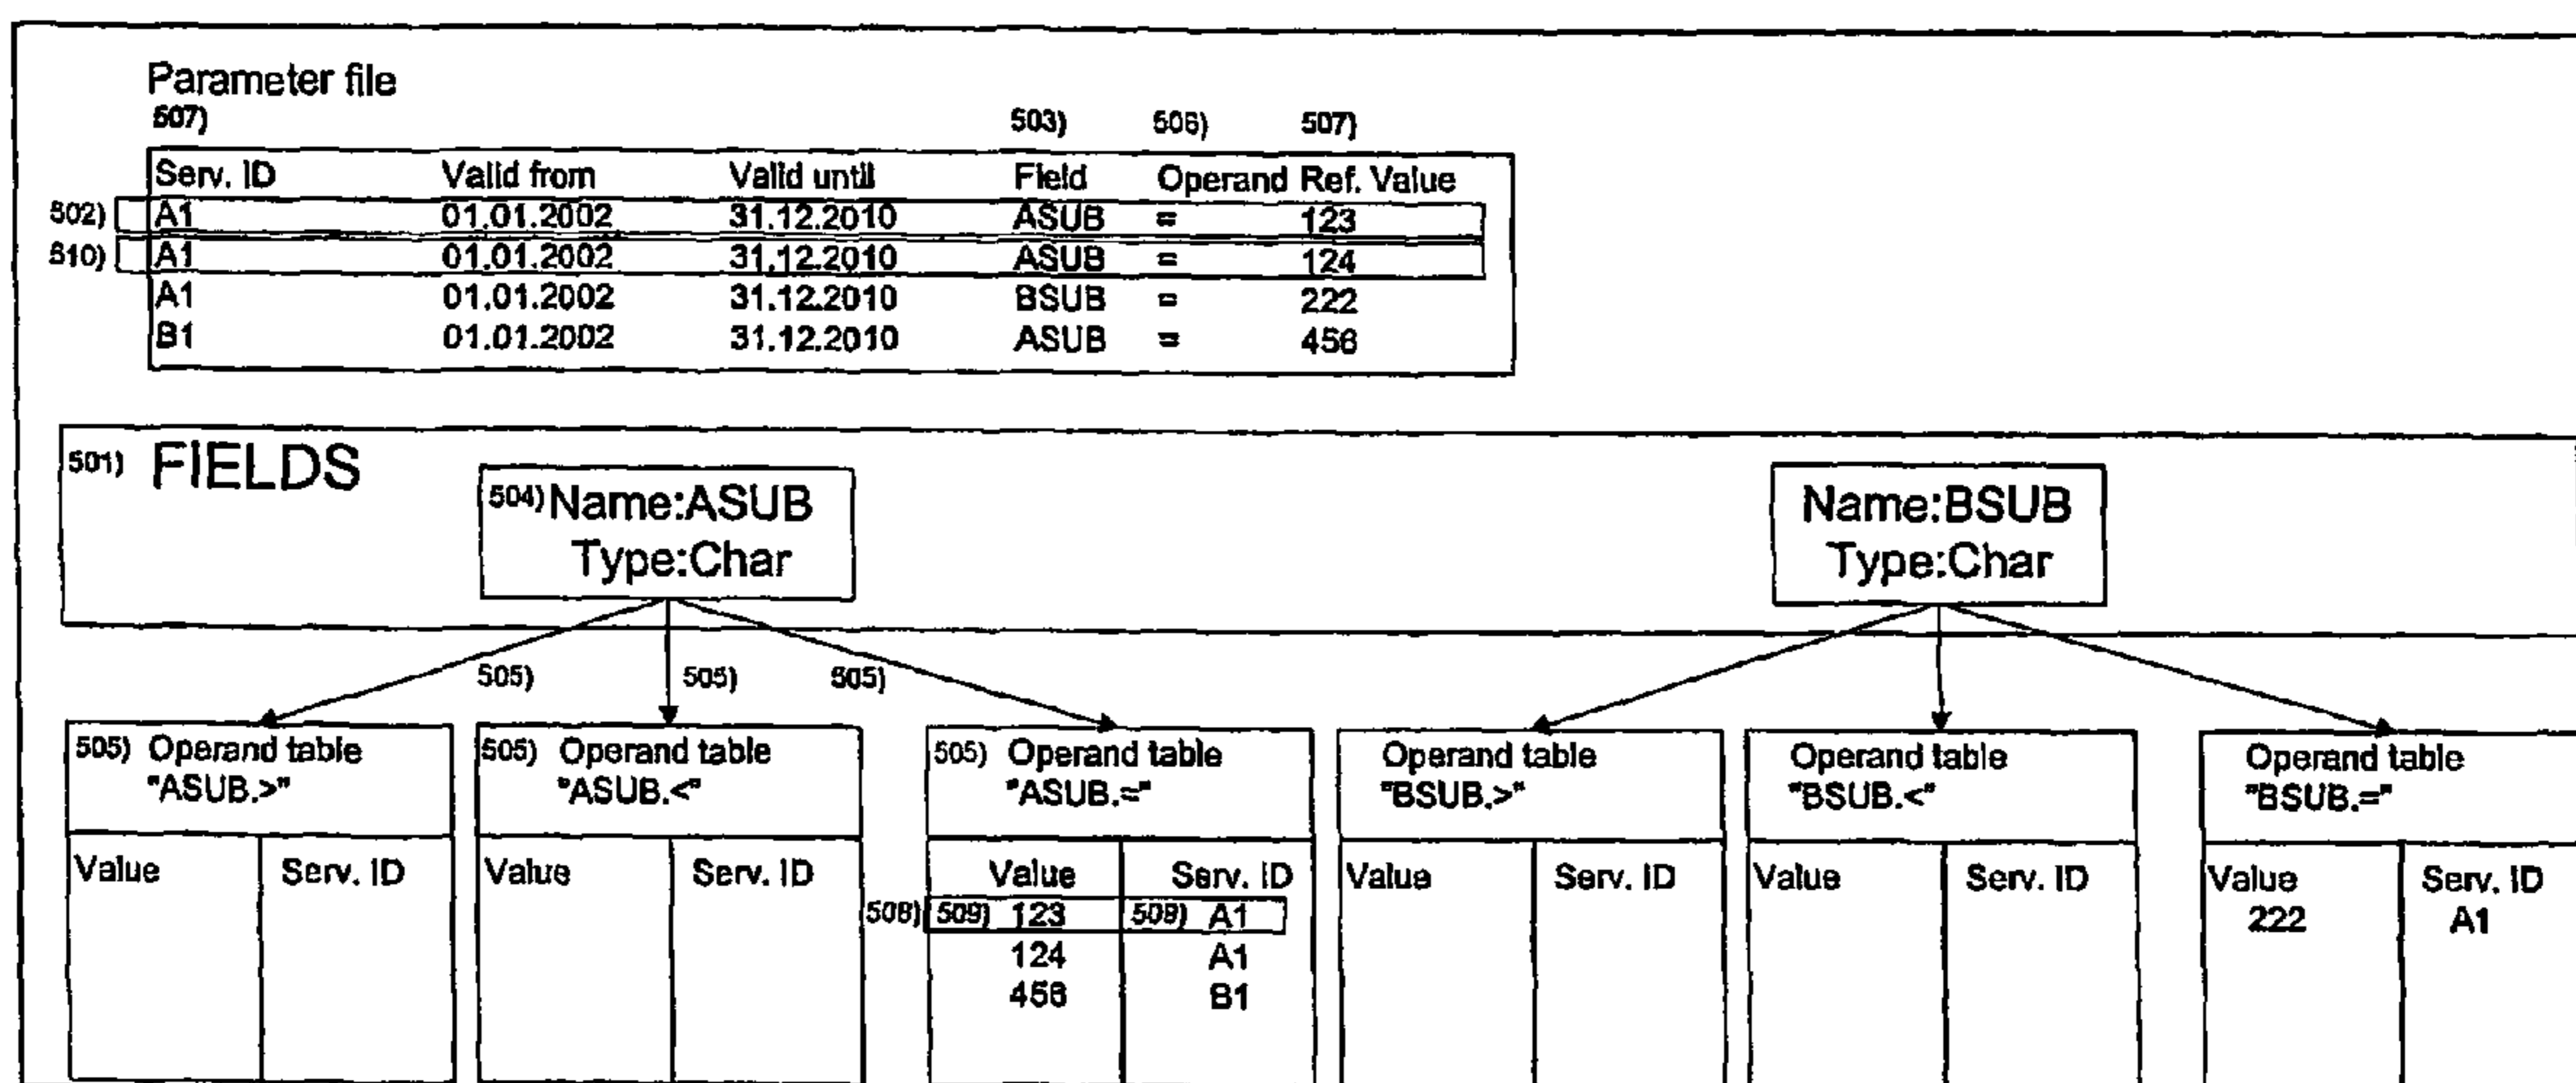 Parameter file
507) 503) 506) 507)
Serv. ID Valid from Valid until Field Operand Ref. Value
502) A1 01.01.2002 31.12.2010 ASUB = 123
510) A1 01.01.2002 31.12.2010 ASUB = 124
A1 01.01.2002 31.12.2010 BSUB = 222
B1 01.01.2002 31.12.2010 ASUB = 456
501) FIELDS
504) Name:ASUB Name:BSUB
Type:Char Type:Char
505) 505) 505)
505) Operand table 505) Operand table 505) Operand table Operand table Operand table Operand table
"ASUB.>" "ASUB.<" "ASUB.=" "BSUB.>" "BSUB.<" "BSUB.="
Value Serv. ID Value Serv. ID Value Serv. ID Value Serv. ID Value Serv. ID Value Serv. ID
508) 509) 123 509) A1 222 A1
124 A1
456 B1